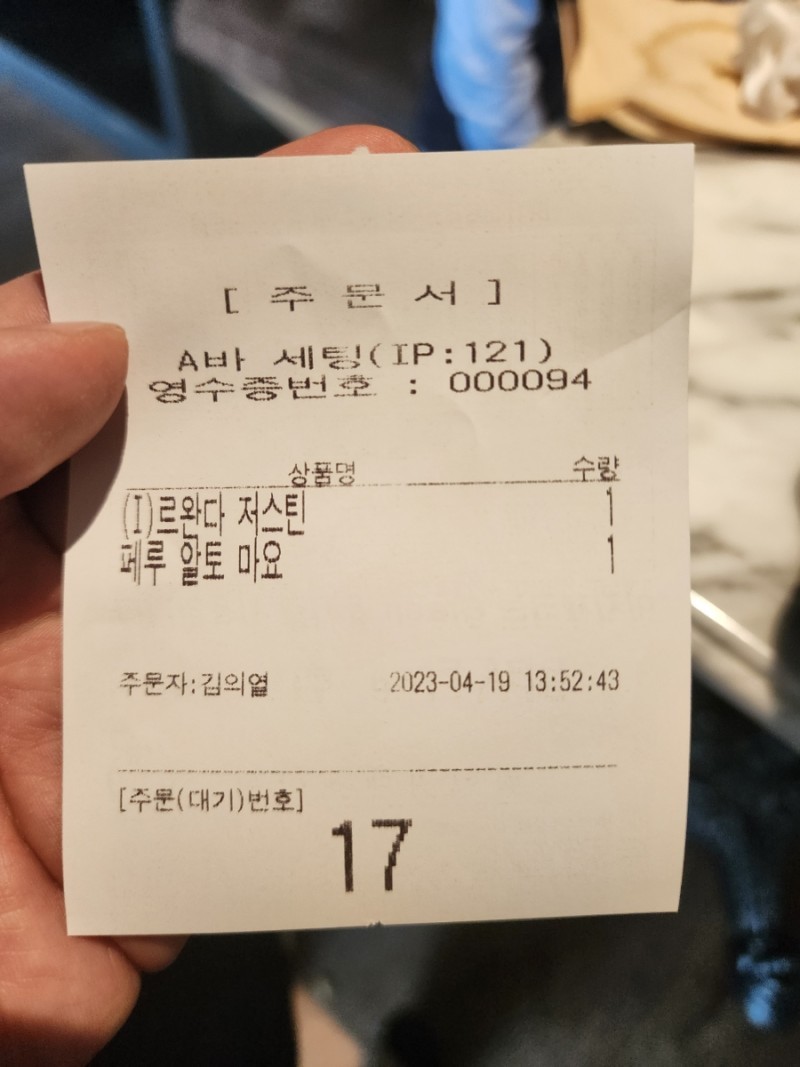 [ 주 문 서 ]
A바 세팅(IP:121)
영수증번호 : 000094
상품명 수량
(I)르완다 저스틴 1
페루 알토 마요 1
주문자:김의열 2023-04-19 13:52:43
[주문(대기)번호]
17